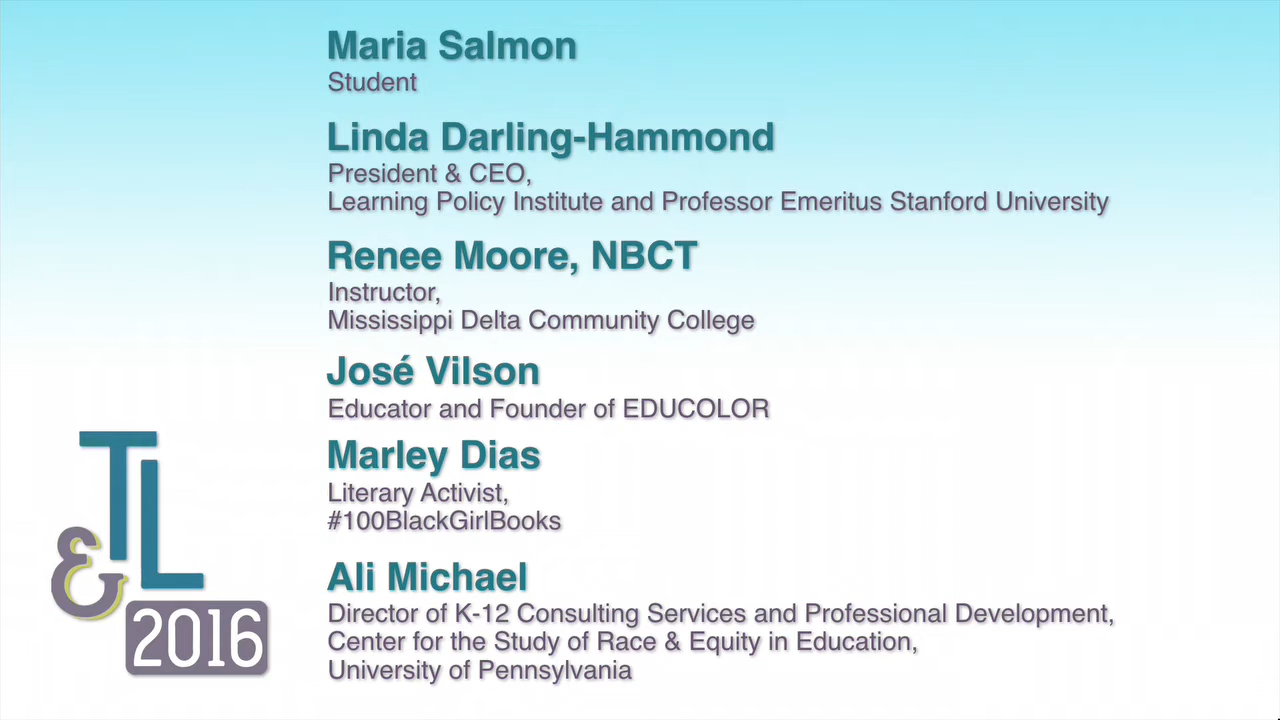 Maria Salmon
Student
Linda Darling-Hammond
President & CEO,
Learning Policy Institute and Professor Emeritus Stanford University
Renee Moore, NBCT
Instructor,
Mississippi Delta Community College
José Vilson
Educator and Founder of EDUCOLOR
Marley Dias
Literary Activist,
#100BlackGirlBooks
Ali Michael
Director of K-12 Consulting Services and Professional Development,
Center for the Study of Race & Equity in Education,
University of Pennsylvania
T&L
2016